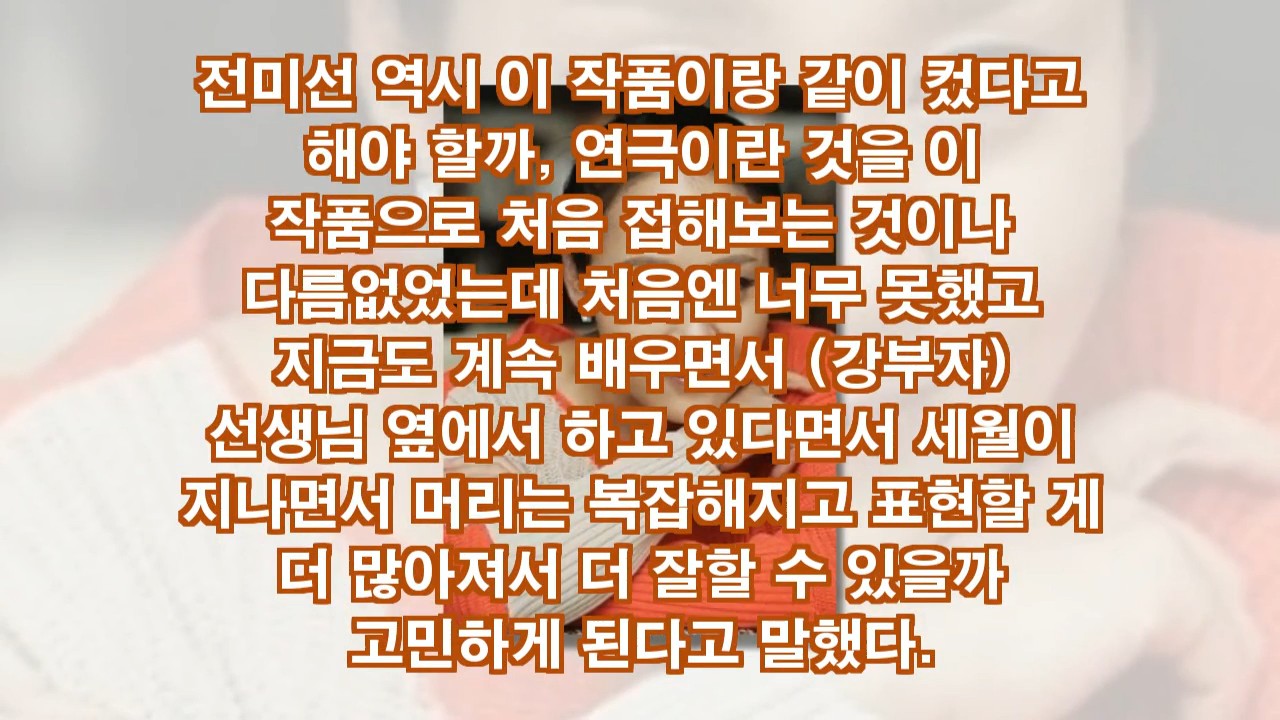 전미선 역시 이 작품이랑 같이 컸다고
해야 할까, 연극이란 것을 이
작품으로 처음 접해보는 것이나
다름없었는데 처음엔 너무 못했고
지금도 계속 배우면서 (강부자)
선생님 옆에서 하고 있다면서 세월이
지나면서 머리는 복잡해지고 표현할 게
더 많아져서 더 잘할 수 있을까
고민하게 된다고 말했다.